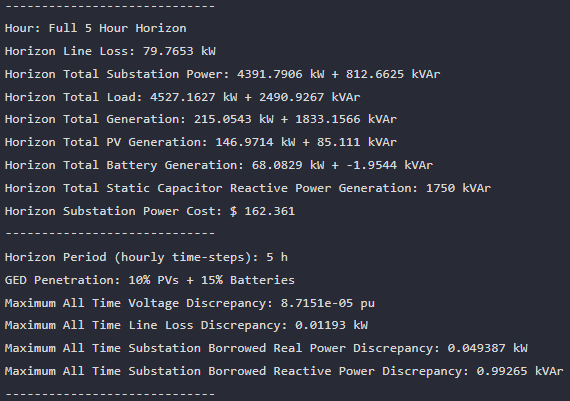 ------------------------------
Hour: Full 5 Hour Horizon
Horizon Line Loss: 79.7653 kW
Horizon Total Substation Power: 4391.7906 kW + 812.6625 kVAr
Horizon Total Load: 4527.1627 kW + 2490.9267 kVAr
Horizon Total Generation: 215.0543 kW + 1833.1566 kVAr
Horizon Total PV Generation: 146.9714 kW + 85.111 kVAr
Horizon Total Battery Generation: 68.0829 kW + -1.9544 kVAr
Horizon Total Static Capacitor Reactive Power Generation: 1750 kVAr
Horizon Substation Power Cost: $ 162.361
------------------------------
Horizon Period (hourly time-steps): 5 h
GED Penetration: 10% PVs + 15% Batteries
Maximum All Time Voltage Discrepancy: 8.7151e-05 pu
Maximum All Time Line Loss Discrepancy: 0.01193 kW
Maximum All Time Substation Borrowed Real Power Discrepancy: 0.049387 kW
Maximum All Time Substation Borrowed Reactive Power Discrepancy: 0.99265 kVAr
------------------------------